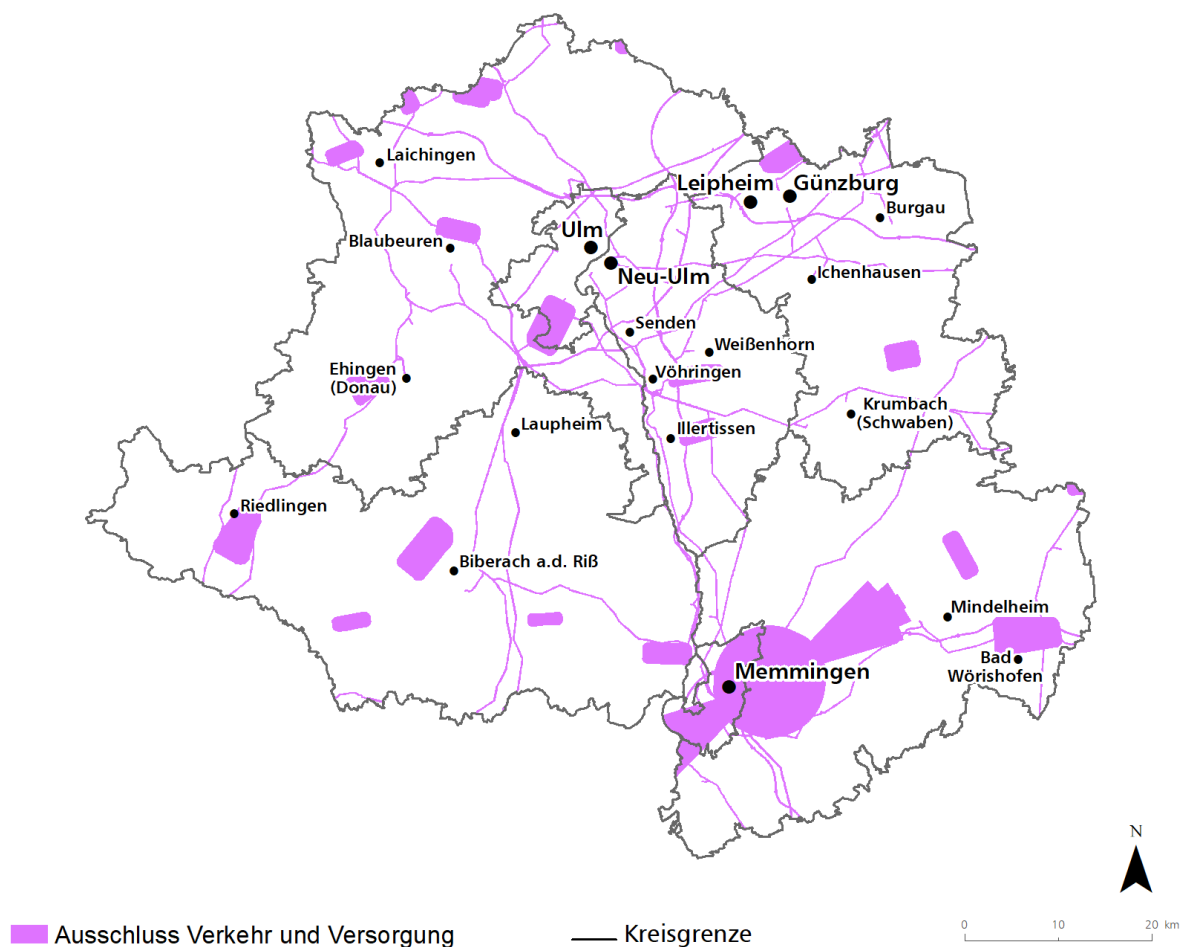 Laichingen
Leipheim
Günzburg
Burgau
Blaubeuren
Ulm
Neu-Ulm
Ichenhausen
Senden
Weißenhorn
Ehingen
(Donau)
Vöhringen
Krumbach
(Schwaben)
Laupheim
Illertissen
Riedlingen
Biberach a.d. Riß
Mindelheim
Memmingen
Bad
Wörishofen
N
Ausschluss Verkehr und Versorgung
Kreisgrenze
0 10 20 km